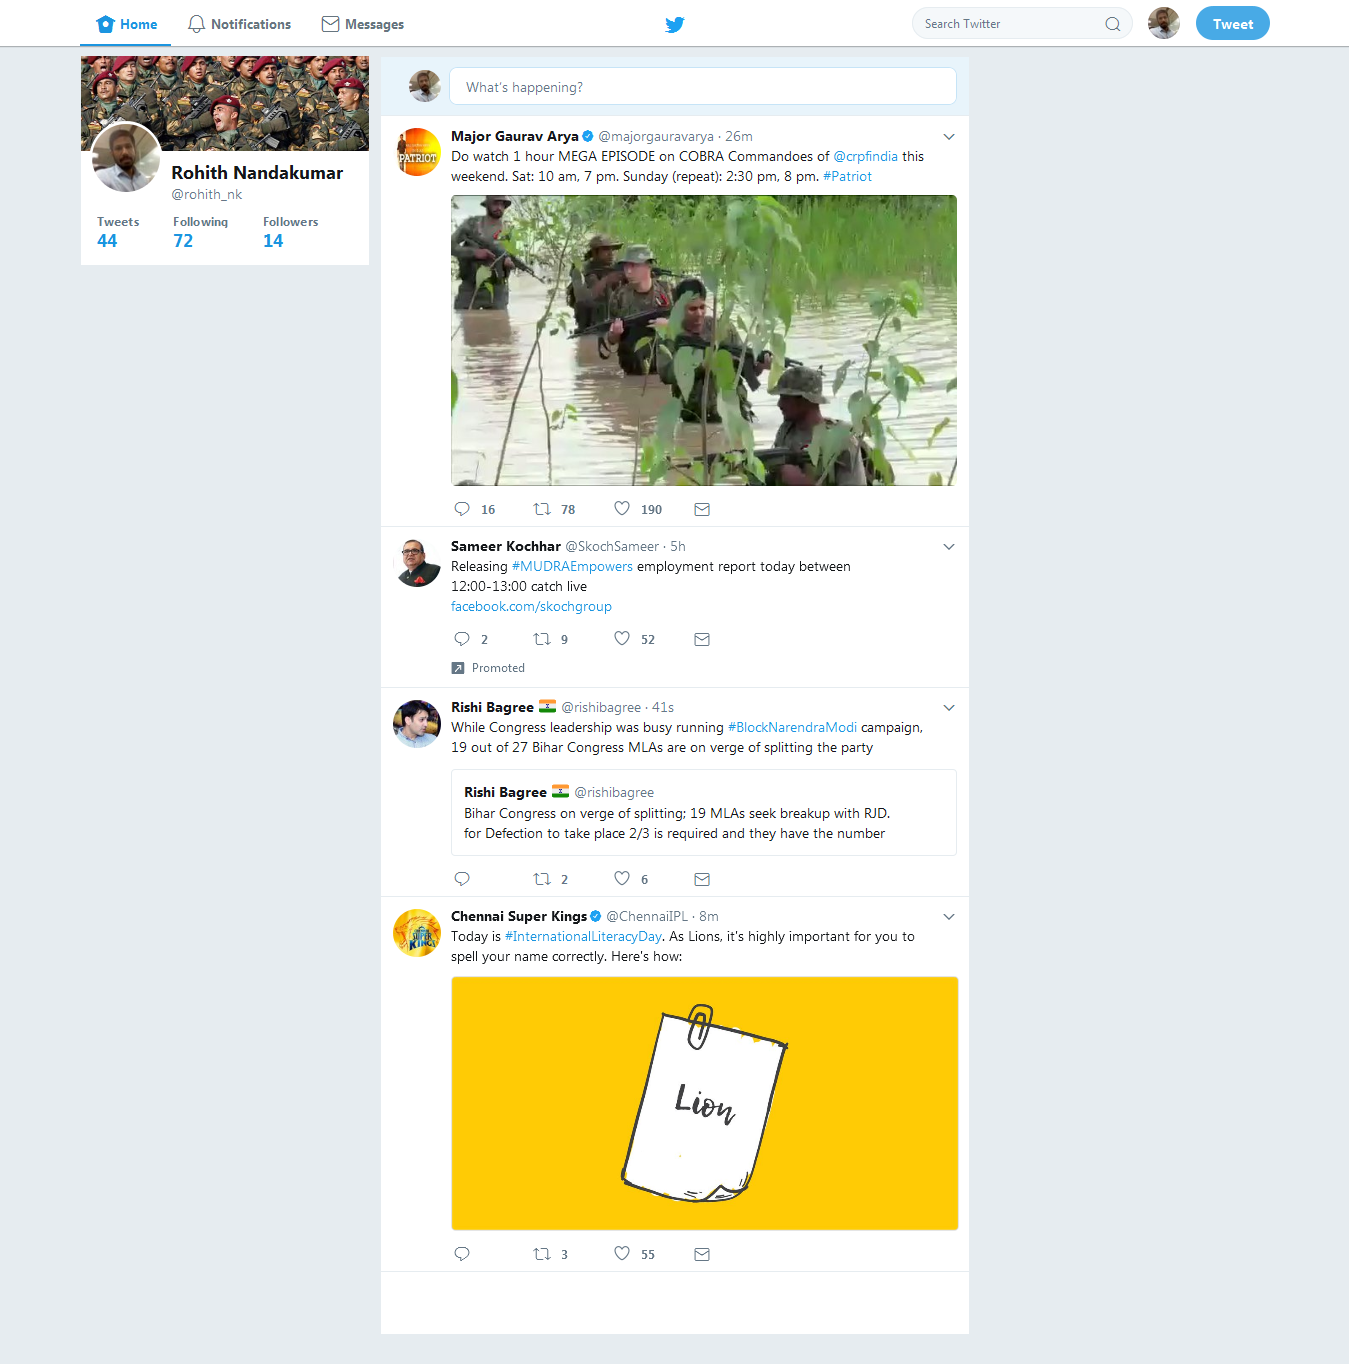 Home
Notifications
Messages
Search Twitter
Tweet
Rohith Nandakumar
@rohith_nk
Tweets Following Followers
44 72 14
What's happening?
PATRIOT
Major Gaurav Arya @majorgauravarya · 26m
Do watch 1 hour MEGA EPISODE on COBRA Commandoes of @crpfindia this
weekend. Sat: 10 am, 7 pm. Sunday (repeat): 2:30 pm, 8 pm. #Patriot
16 78 190
Sameer Kochhar @SkochSameer · 5h
Releasing #MUDRAEmpowers employment report today between
12:00-13:00 catch live
facebook.com/skochgroup
2 9 52
Promoted
Rishi Bagree @rishibagree · 41s
While Congress leadership was busy running #BlockNarendraModi campaign,
19 out of 27 Bihar Congress MLAs are on verge of splitting the party
Rishi Bagree @rishibagree
Bihar Congress on verge of splitting; 19 MLAs seek breakup with RJD.
for Defection to take place 2/3 is required and they have the number
2 6
SUPER
KINGS
Chennai Super Kings @ChennaiIPL · 8m
Today is #InternationalLiteracyDay. As Lions, it's highly important for you to
spell your name correctly. Here's how:
Lion
3 55